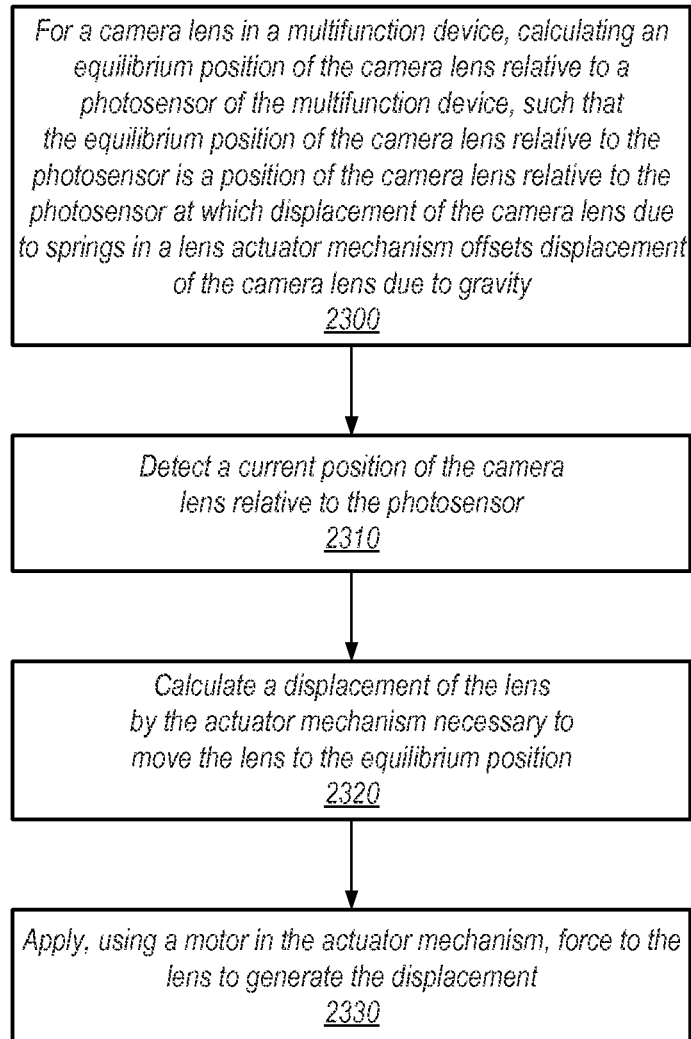 For a camera lens in a multifunction device, calculating an
equilibrium position of the camera lens relative to a
photosensor of the multifunction device, such that
the equilibrium position of the camera lens relative to the
photosensor is a position of the camera lens relative to the
photosensor at which displacement of the camera lens due
to springs in a lens actuator mechanism offsets displacement
of the camera lens due to gravity
2300
Detect a current position of the camera
lens relative to the photosensor
2310
Calculate a displacement of the lens
by the actuator mechanism necessary to
move the lens to the equilibrium position
2320
Apply, using a motor in the actuator mechanism, force to the
lens to generate the displacement
2330